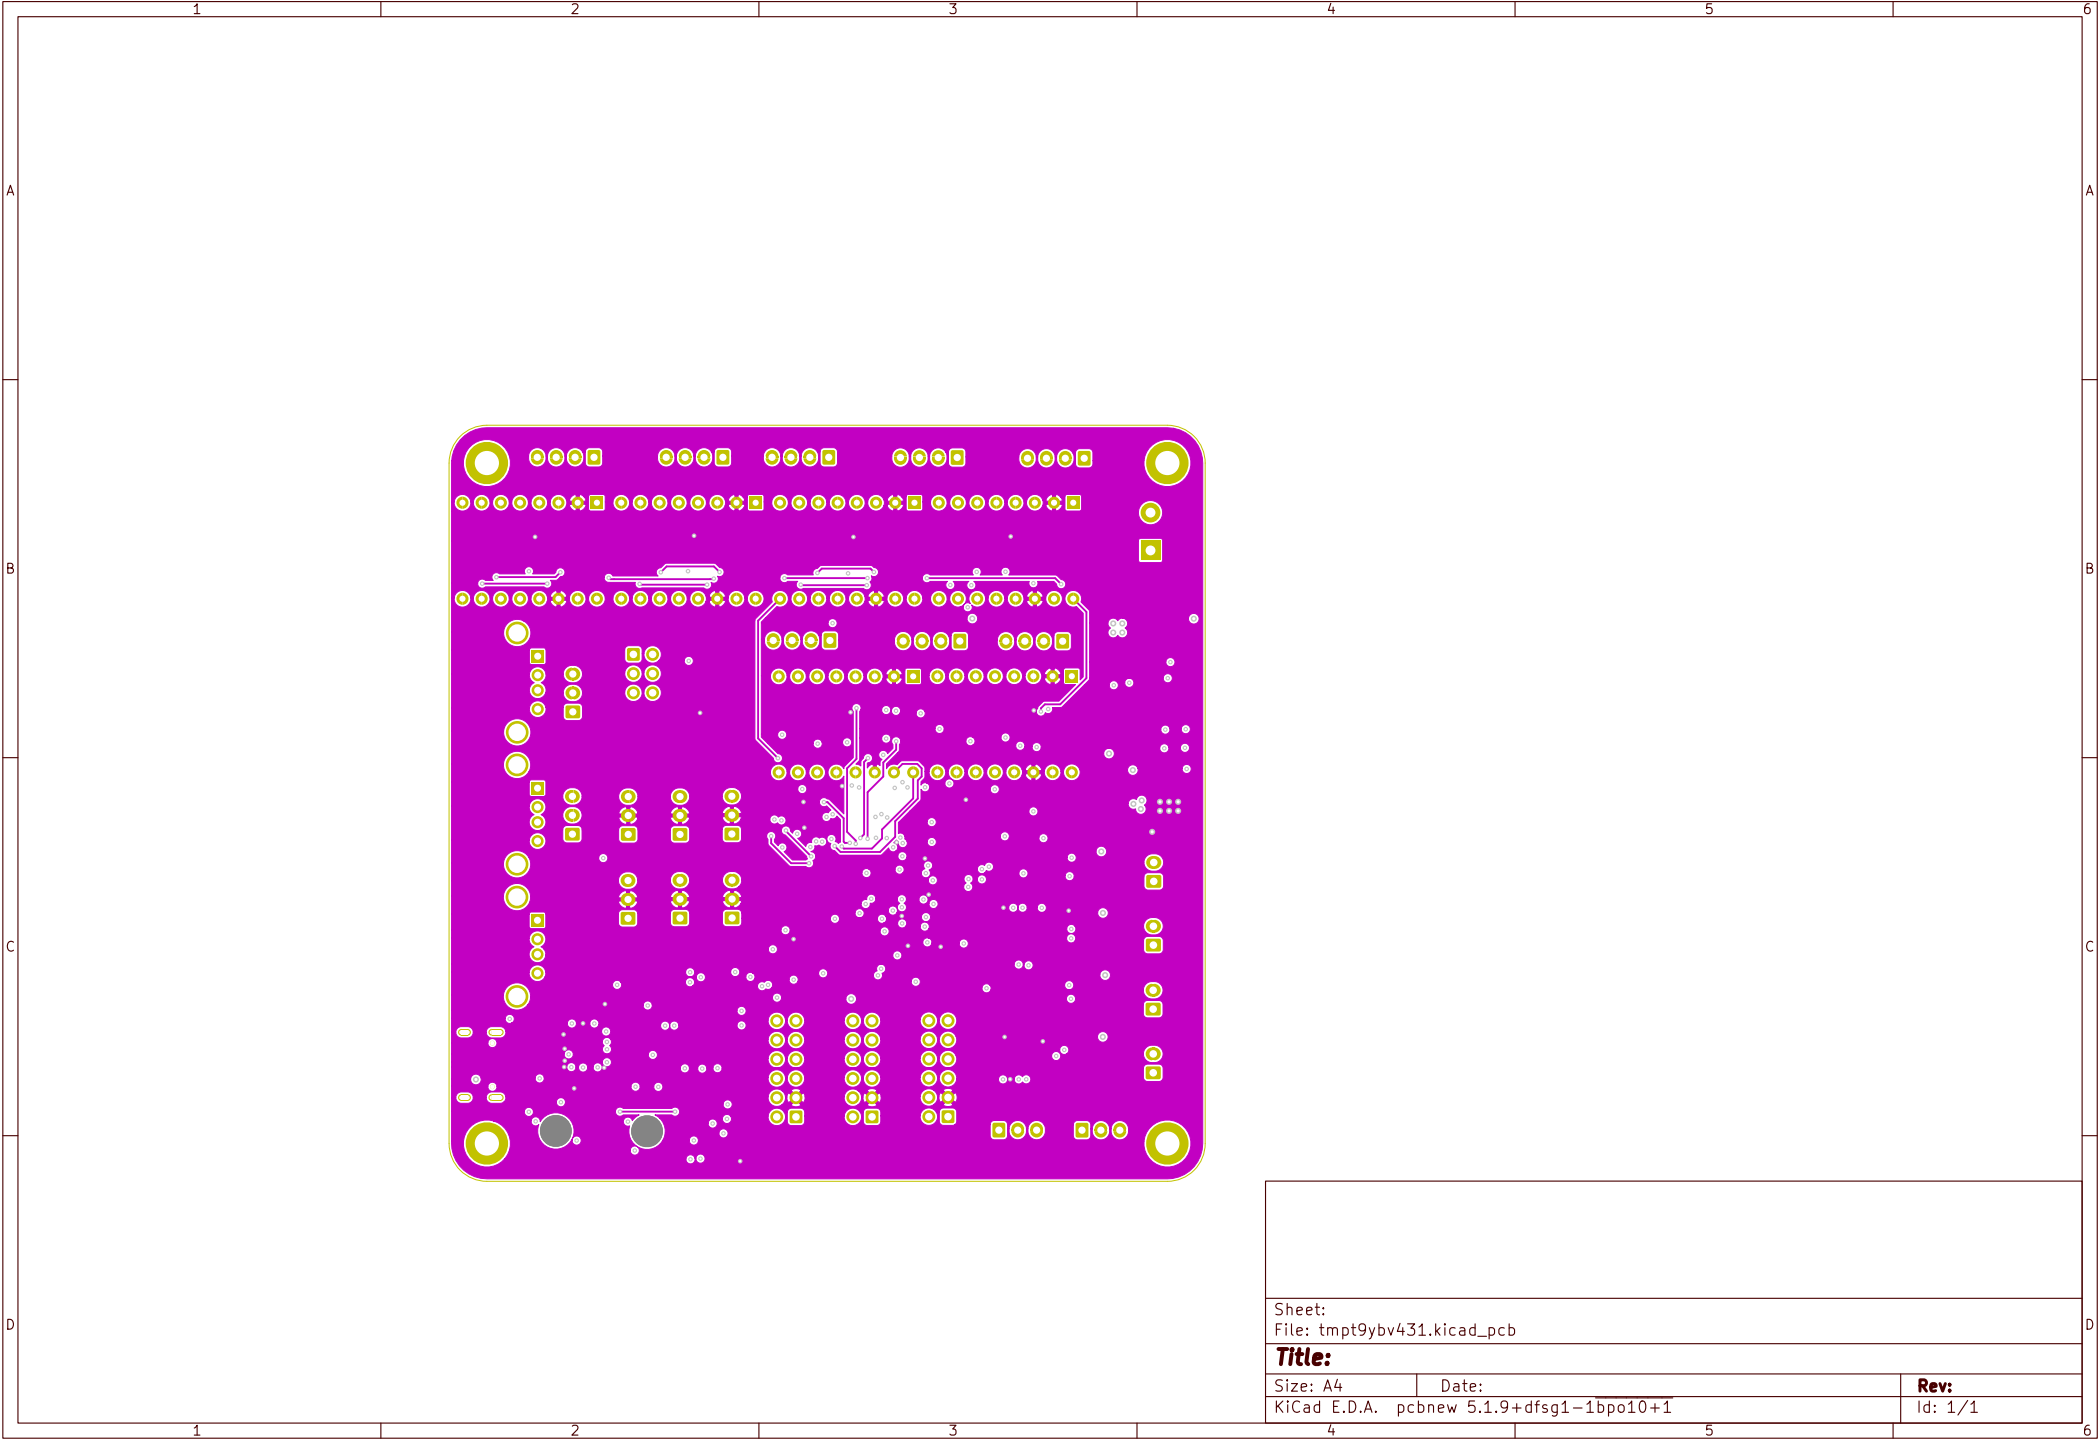 1 2 3 4 5 6
A A
B B
C C
D D
Sheet:
File: tmpt9ybv431.kicad_pcb
Title:
Size: A4 Date: Rev:
KiCad E.D.A. pcbnew 5.1.9+dfsg1-1bpo10+1 Id: 1/1
1 2 3 4 5 6